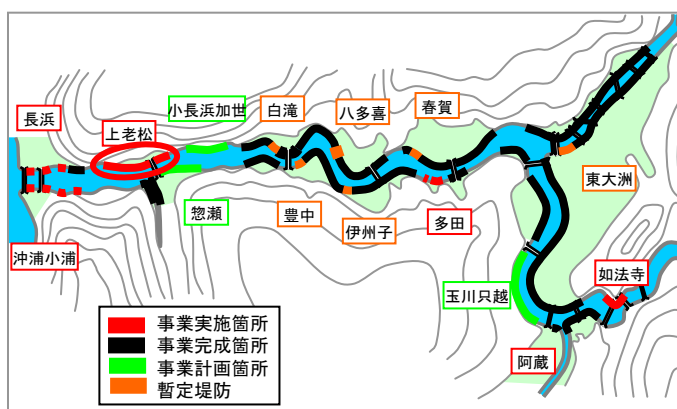 長浜
上老松
小長浜加世
白滝
八多喜
春賀
東大洲
惣瀬
豊中
伊州子
多田
沖浦小浦
玉川只越
如法寺
阿蔵
事業実施箇所
事業完成箇所
事業計画箇所
暫定堤防